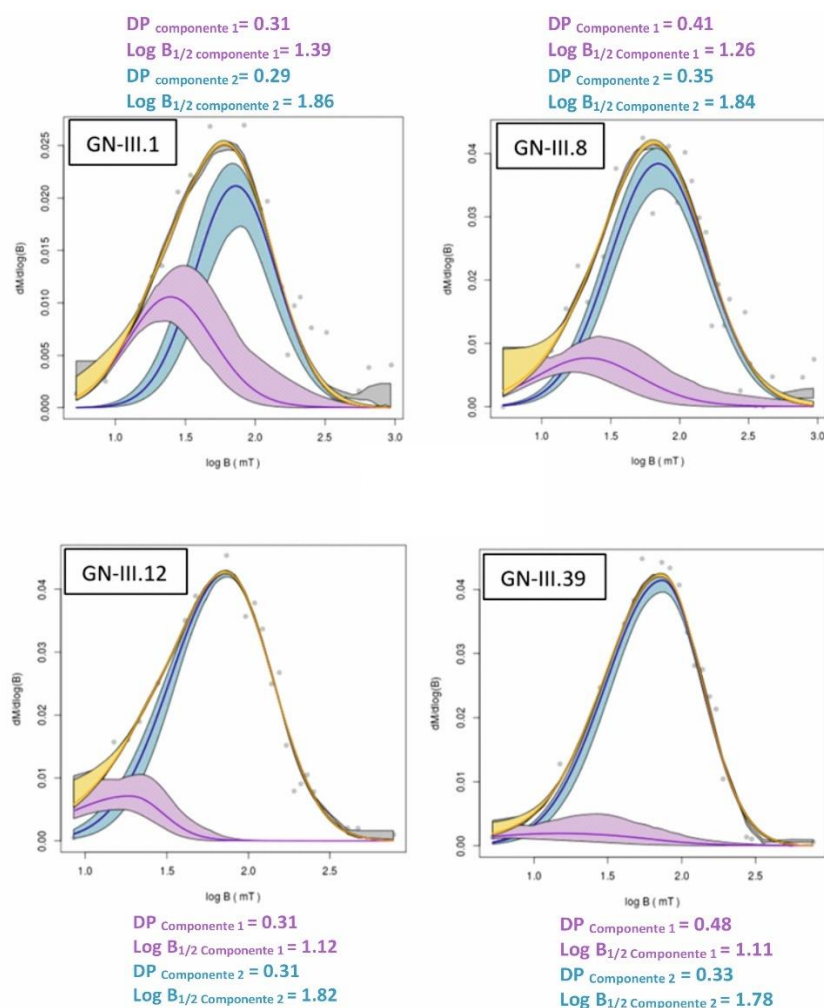 DP componente 1= 0.31
Log B1/2 componente 1= 1.39
DP componente 2= 0.29
Log B1/2 componente 2 = 1.86
DP Componente 1 = 0.41
Log B1/2 Componente 1 = 1.26
DP Componente 2 = 0.35
Log B1/2 Componente 2 = 1.84
GN-III.1
dM/dlog(B)
0.025
0.020
0.015
0.010
0.005
0.000
1.0 1.5 2.0 2.5 3.0
log B ( mT )
GN-III.8
dM/dlog(B)
0.04
0.03
0.02
0.01
0.00
1.0 1.5 2.0 2.5 3.0
log B ( mT )
GN-III.12
dM/dlog(B)
0.04
0.03
0.02
0.01
0.00
1.0 1.5 2.0 2.5
log B ( mT )
GN-III.39
dM/dlog(B)
0.04
0.03
0.02
0.01
0.00
1.0 1.5 2.0 2.5
log B ( mT )
DP Componente 1 = 0.31
Log B1/2 Componente 1 = 1.12
DP Componente 2 = 0.31
Log B1/2 Componente 2 = 1.82
DP Componente 1 = 0.48
Log B1/2 Componente 1 = 1.11
DP Componente 2 = 0.33
Log B1/2 Componente 2 = 1.78